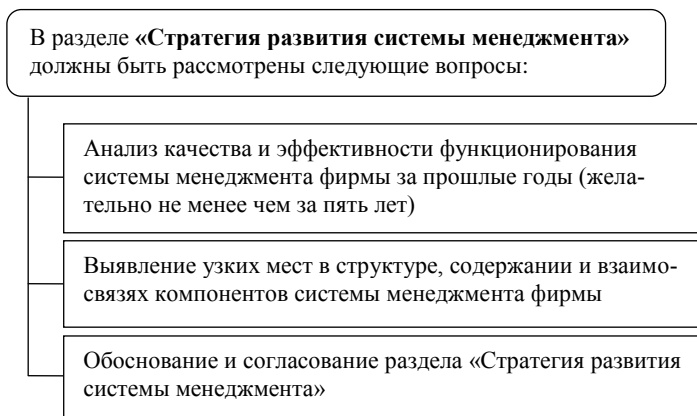 В разделе «Стратегия развития системы менеджмента»
должны быть рассмотрены следующие вопросы:
Анализ качества и эффективности функционирования
системы менеджмента фирмы за прошлые годы (жела-
тельно не менее чем за пять лет)
Выявление узких мест в структуре, содержании и взаимо-
связях компонентов системы менеджмента фирмы
Обоснование и согласование раздела «Стратегия развития
системы менеджмента»